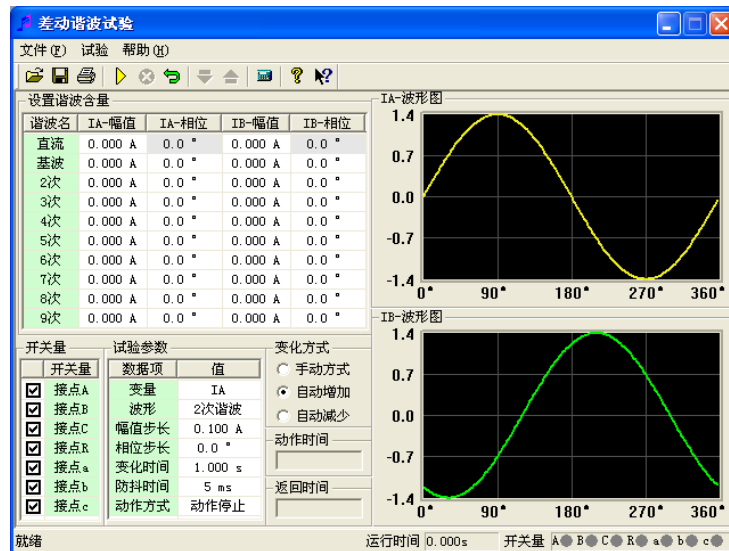 差动谐波试验
文件(F) 试验 帮助(H)
设置谐波含量
谐波名 IA-幅值 IA-相位 IB-幅值 IB-相位
直流 0.000 A 0.0 ° 0.000 A 0.0 °
基波 0.000 A 0.0 ° 0.000 A 0.0 °
2次 0.000 A 0.0 ° 0.000 A 0.0 °
3次 0.000 A 0.0 ° 0.000 A 0.0 °
4次 0.000 A 0.0 ° 0.000 A 0.0 °
5次 0.000 A 0.0 ° 0.000 A 0.0 °
6次 0.000 A 0.0 ° 0.000 A 0.0 °
7次 0.000 A 0.0 ° 0.000 A 0.0 °
8次 0.000 A 0.0 ° 0.000 A 0.0 °
9次 0.000 A 0.0 ° 0.000 A 0.0 °
IA-波形图
1.4
0.7
0.0
-0.7
-1.4
0° 90° 180° 270° 360°
IB-波形图
1.4
0.7
0.0
-0.7
-1.4
0° 90° 180° 270° 360°
开关量
开关量
接点A
接点B
接点C
接点R
接点a
接点b
接点c
试验参数
数据项 值
变量 IA
波形 2次谐波
幅值步长 0.100 A
相位步长 0.0 °
变化时间 1.000 s
防抖时间 5 ms
动作方式 动作停止
变化方式
手动方式
自动增加
自动减少
动作时间
返回时间
就绪 运行时间 0.000s 开关量 A B C R a b c